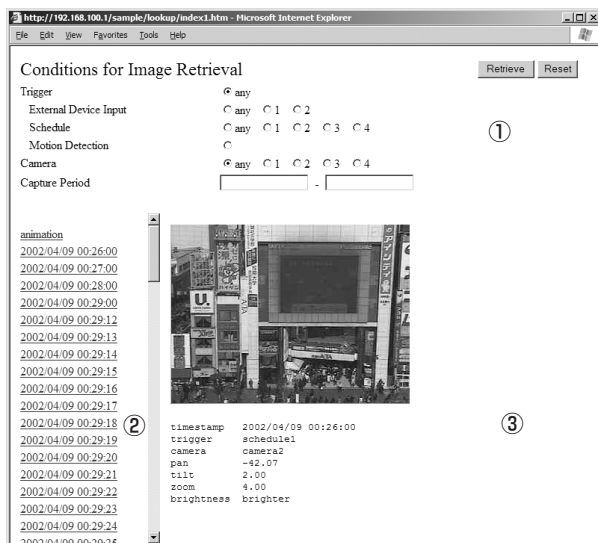 http://192.168.100.1/sample/lookup/index1.htm - Microsoft Internet Explorer
File Edit View Favorites Tools Help
Conditions for Image Retrieval
Retrieve Reset
Trigger any
External Device Input any 1 2
Schedule any 1 2 3 4
Motion Detection
Camera any 1 2 3 4
Capture Period -
①
animation
2002/04/09 00:26:00
2002/04/09 00:27:00
2002/04/09 00:28:00
2002/04/09 00:29:00
2002/04/09 00:29:12
2002/04/09 00:29:13
2002/04/09 00:29:14
2002/04/09 00:29:15
2002/04/09 00:29:16
2002/04/09 00:29:17
2002/04/09 00:29:18
2002/04/09 00:29:19
2002/04/09 00:29:20
2002/04/09 00:29:21
2002/04/09 00:29:22
2002/04/09 00:29:23
2002/04/09 00:29:24
2002/04/09 00:29:25
②
U.
timestamp 2002/04/09 00:26:00
trigger schedule1
camera camera2
pan -42.07
tilt 2.00
zoom 4.00
brightness brighter
③